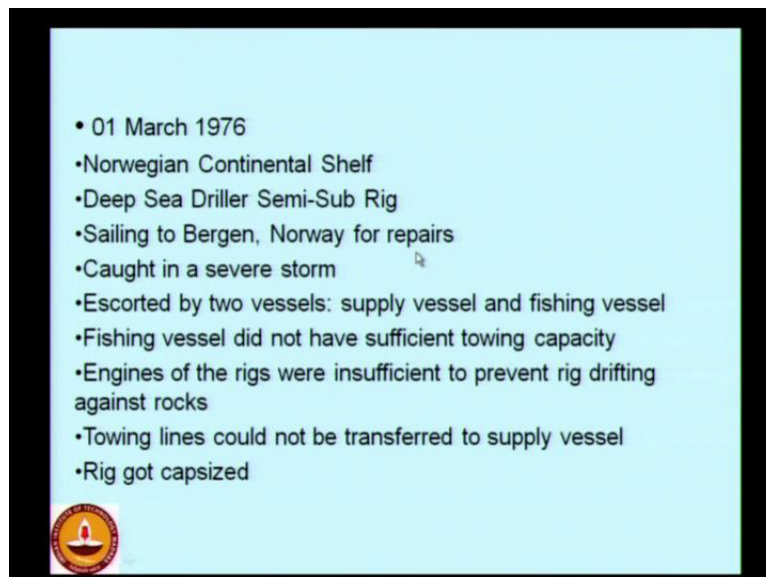 • 01 March 1976
•Norwegian Continental Shelf
•Deep Sea Driller Semi-Sub Rig
•Sailing to Bergen, Norway for repairs
•Caught in a severe storm
•Escorted by two vessels: supply vessel and fishing vessel
•Fishing vessel did not have sufficient towing capacity
•Engines of the rigs were insufficient to prevent rig drifting
against rocks
•Towing lines could not be transferred to supply vessel
•Rig got capsized